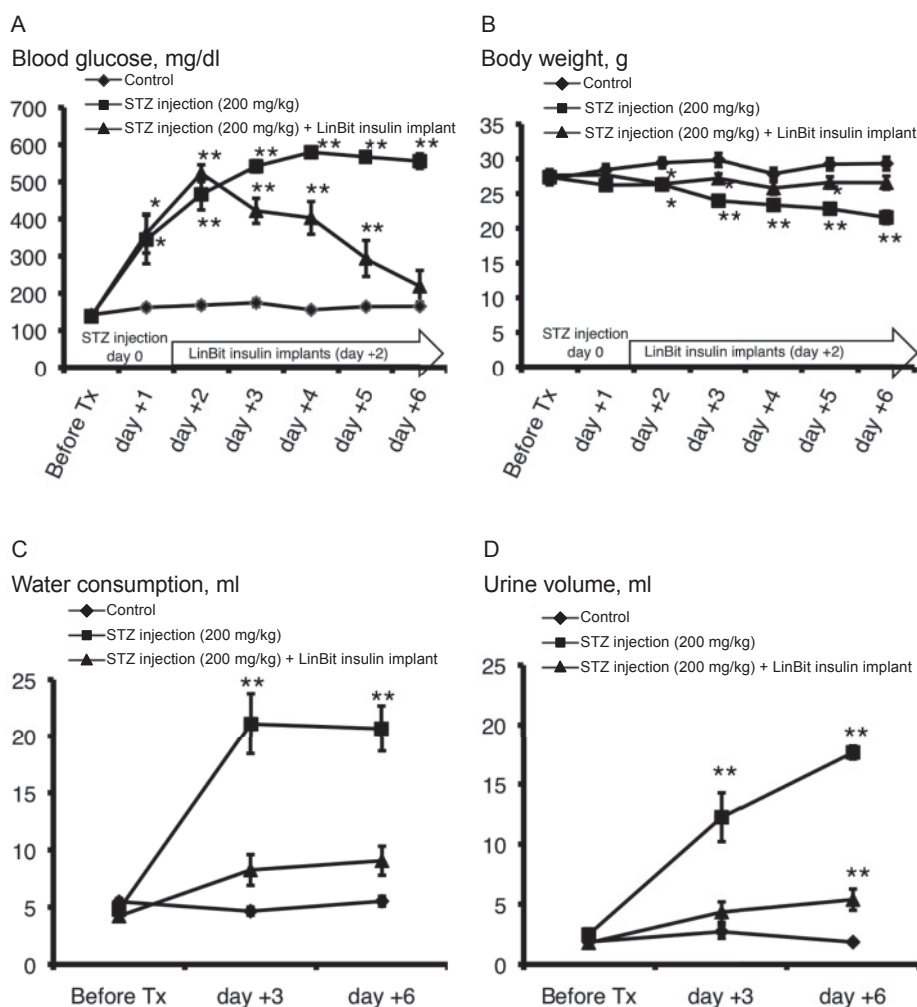 A
Blood glucose, mg/dl
Control
STZ injection (200 mg/kg)
STZ injection (200 mg/kg) + LinBit insulin implant
700
600
500
400
300
200
100
0
* * ** ** ** ** ** ** ** ** **
STZ injection
day 0
LinBit insulin implants (day +2)
Before Tx
day +1
day +2
day +3
day +4
day +5
day +6
B
Body weight, g
Control
STZ injection (200 mg/kg)
STZ injection (200 mg/kg) + LinBit insulin implant
35
30
25
20
15
10
5
0
* * * ** ** * ** **
STZ injection
day 0
LinBit insulin implants (day +2)
Before Tx
day +1
day +2
day +3
day +4
day +5
day +6
C
Water consumption, ml
Control
STZ injection (200 mg/kg)
STZ injection (200 mg/kg) + LinBit insulin implant
25
20
15
10
5
0
** **
Before Tx
day +3
day +6
D
Urine volume, ml
Control
STZ injection (200 mg/kg)
STZ injection (200 mg/kg) + LinBit insulin implant
25
20
15
10
5
0
** ** **
Before Tx
day +3
day +6